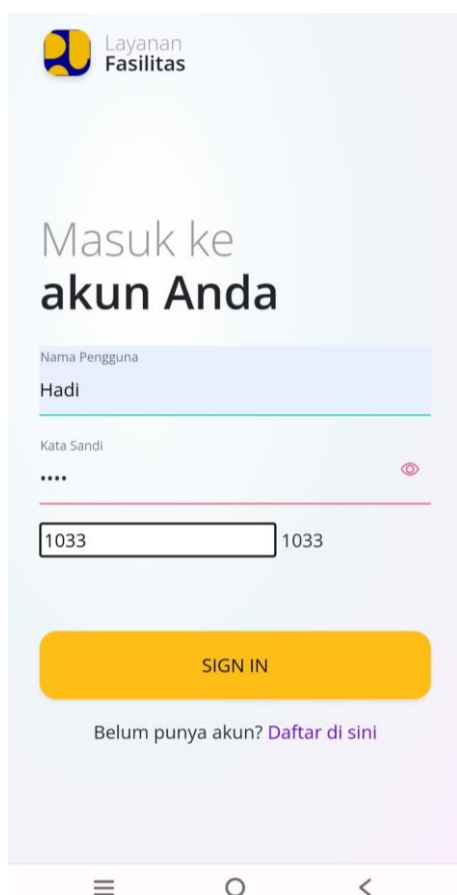 Layanan
Fasilitas
Masuk ke
akun Anda
Nama Pengguna
Hadi
Kata Sandi
••••
1033 1033
SIGN IN
Belum punya akun? Daftar di sini